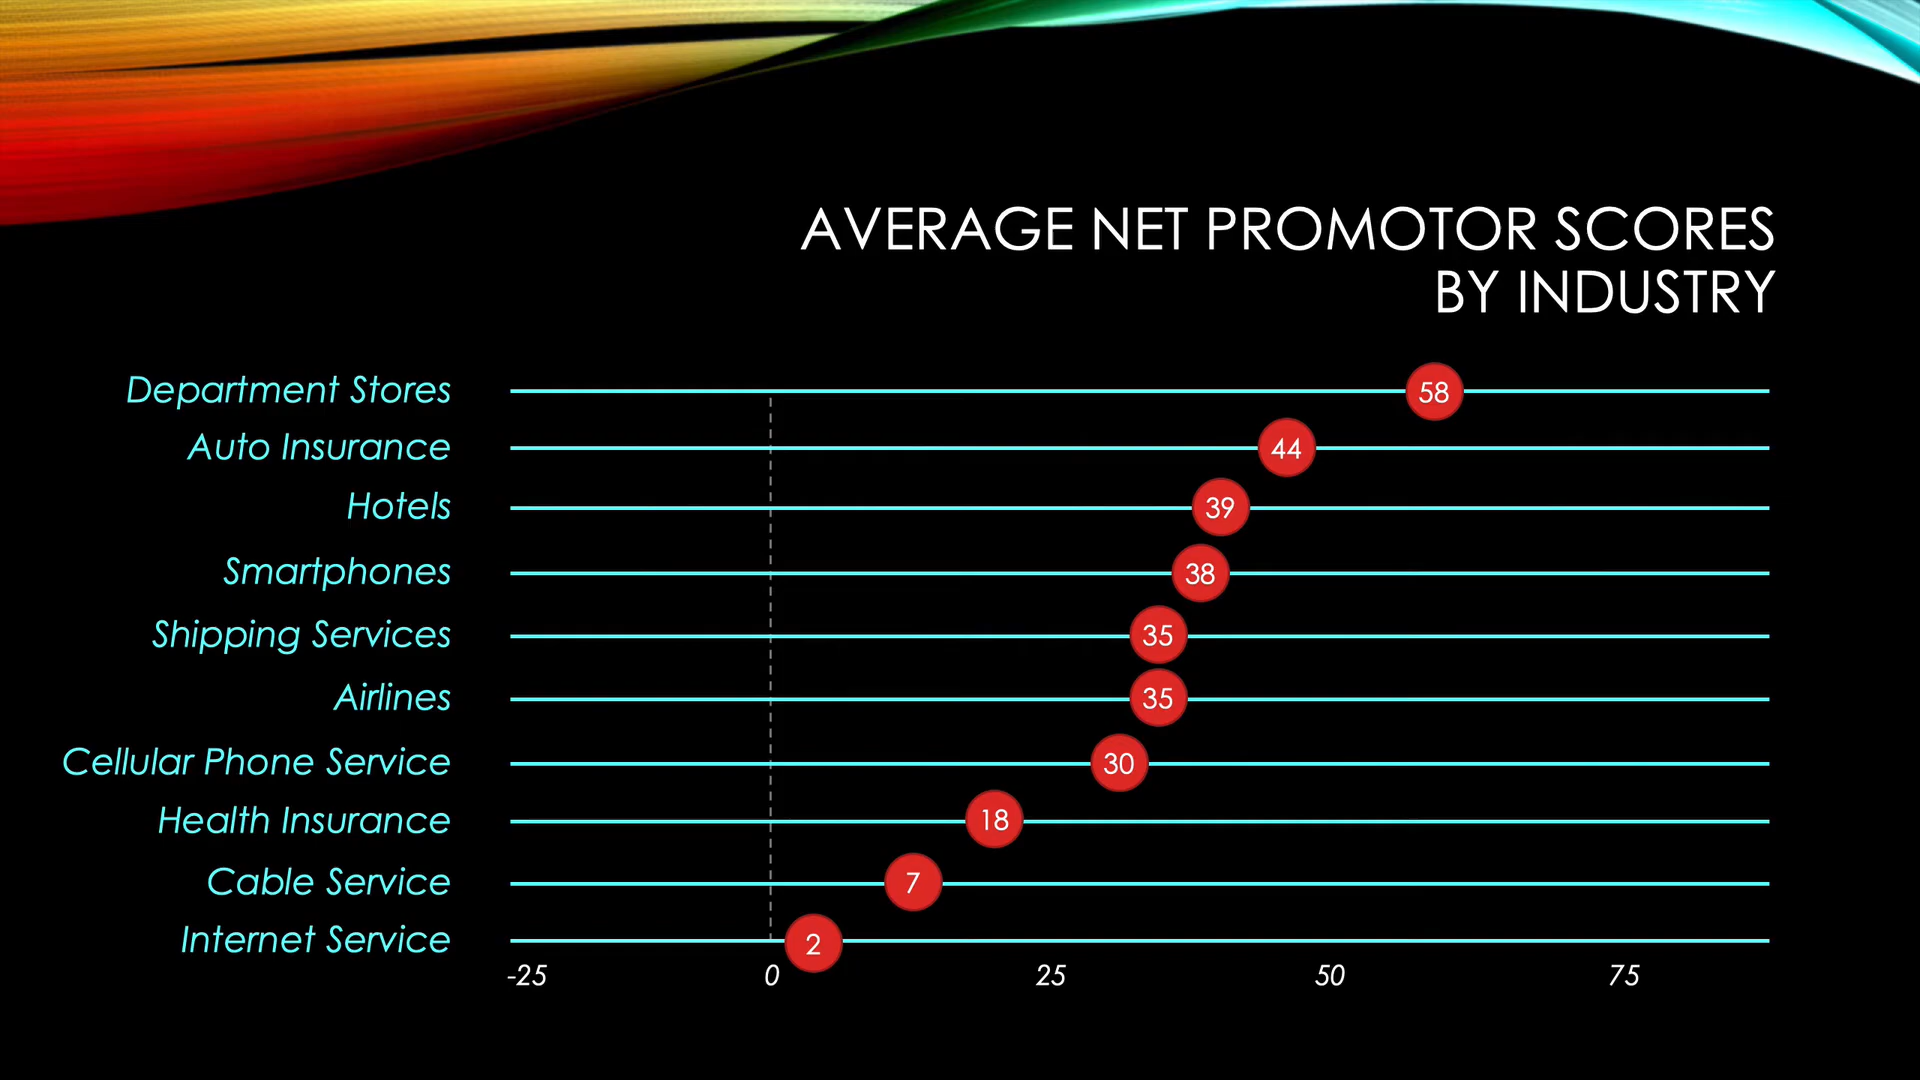 AVERAGE NET PROMOTOR SCORES
BY INDUSTRY
Department Stores 58
Auto Insurance 44
Hotels 39
Smartphones 38
Shipping Services 35
Airlines 35
Cellular Phone Service 30
Health Insurance 18
Cable Service 7
Internet Service 2
-25 0 25 50 75